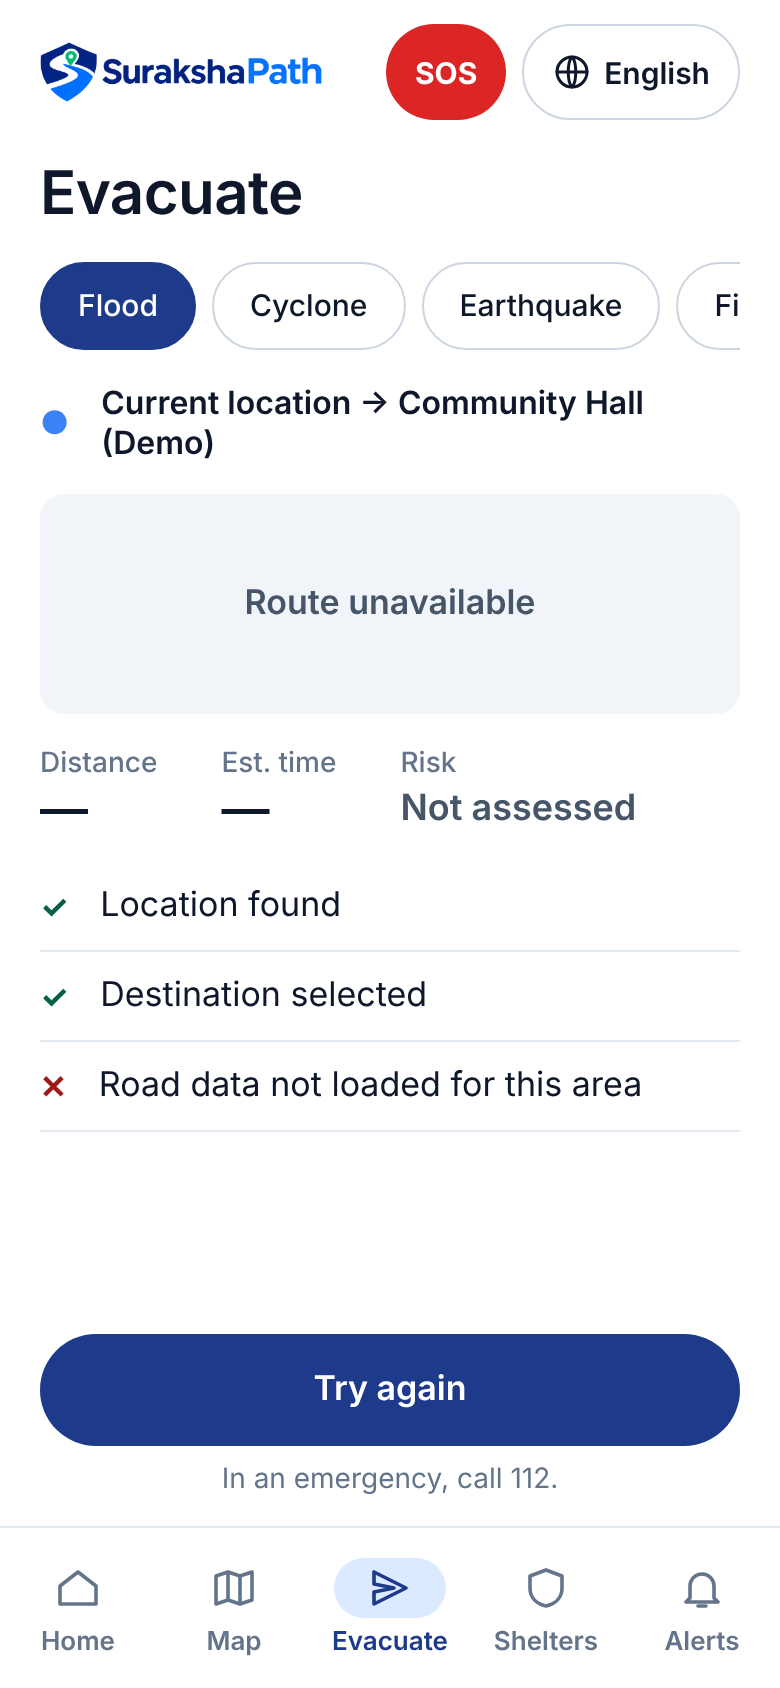 SurakshaPath
SOS
English
Evacuate
Flood
Cyclone
Earthquake
Fi
Current location → Community Hall
(Demo)
Route unavailable
Distance
Est. time
Risk
—
—
Not assessed
Location found
Destination selected
Road data not loaded for this area
Try again
In an emergency, call 112.
Home
Map
Evacuate
Shelters
Alerts